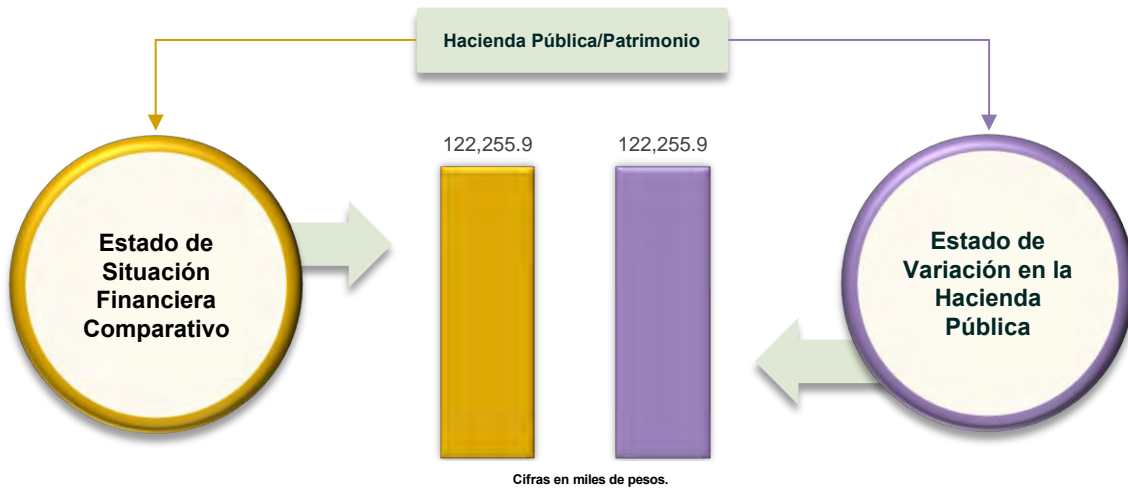 Hacienda Pública/Patrimonio
122,255.9
122,255.9
Estado de
Situación
Financiera
Comparativo
Estado de
Variación en la
Hacienda
Pública
Cifras en miles de pesos.